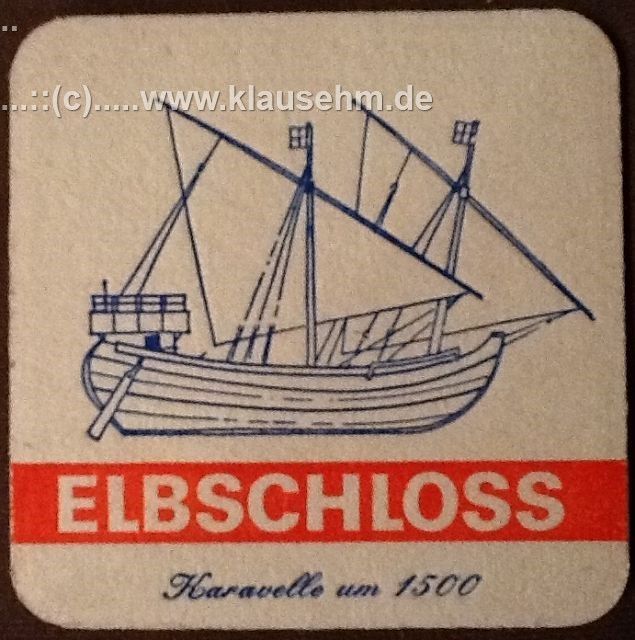 ..
...::(c).....www.klausehm.de
ELBSCHLOSS
Karavelle um 1500